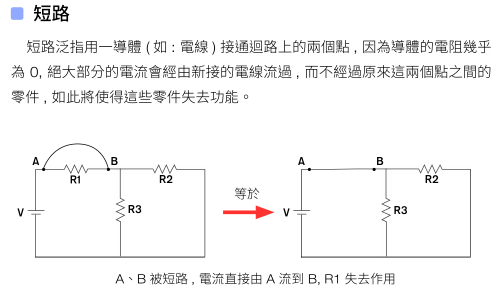 短路
短路泛指用一導體 ( 如 : 電線 ) 接通迴路上的兩個點 , 因為導體的電阻幾乎
為 0, 絕大部分的電流會經由新接的電線流過 , 而不經過原來這兩個點之間的
零件 , 如此將使得這些零件失去功能。
A B A B
R1 R2 R2
等於
V R3 V R3
A、B 被短路 , 電流直接由 A 流到 B, R1 失去作用